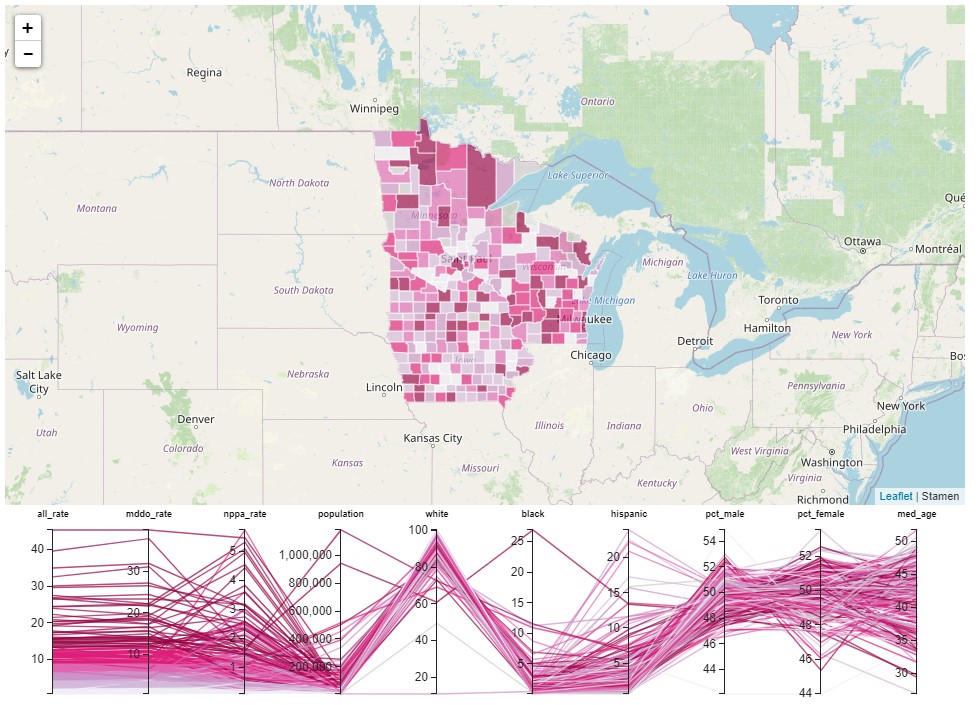 +
−
Regina
Winnipeg
Ontario
North Dakota
Montana
Lake Superior
Qué
Minnesota
Ottawa
Montréal
Saint Paul
Michigan
Lake Huron
South Dakota
Toronto
Wyoming
Hamilton
New York
Detroit
Chicago
Salt Lake City
Nebraska
Iowa
Lincoln
Pennsylvania
New York
Denver
Utah
Colorado
Illinois
Indiana
Ohio
Philadelphia
Kansas City
West Virginia
Washington
Kansas
Missouri
Virginia
Kentucky
Richmond
Leaflet | Stamen
all_rate mddo_rate nppa_rate population white black hispanic pct_male pct_female med_age
40 30 20 10
30 20 10
5 4 3 2 1
1,000,000 800,000 600,000 400,000 200,000
100 80 60 40 20
25 20 15 10 5
20 15 10 5
54 52 50 48 46 44
52 50 48 46 44
50 45 40 35 30